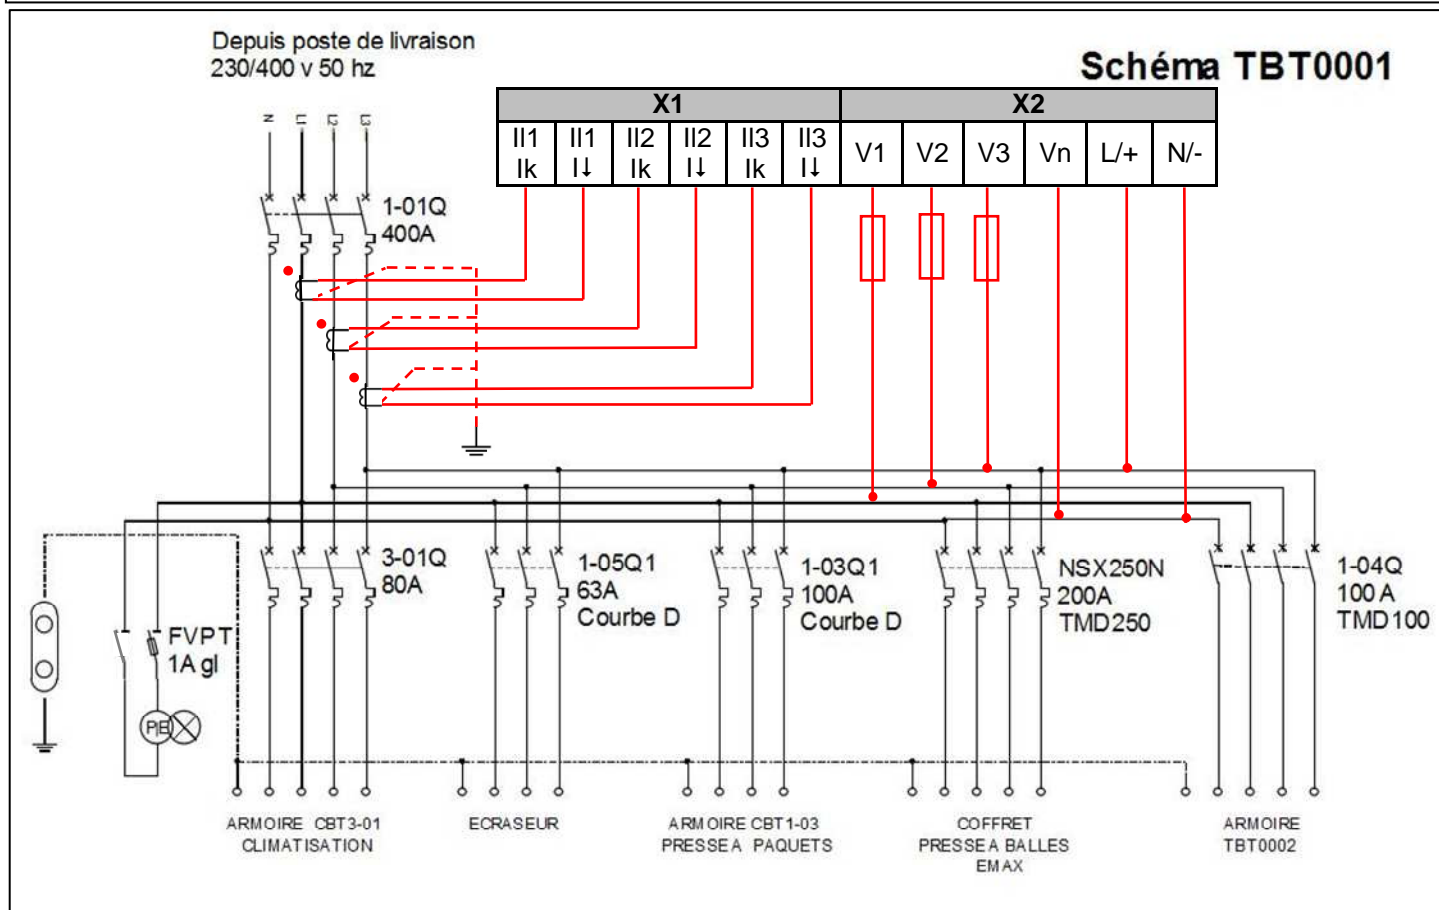 Depuis poste de livraison
230/400 v 50 hz
Schéma TBT0001
X1 X2
II1 Ik
II1 I↓
II2 Ik
II2 I↓
II3 Ik
II3 I↓
V1 V2 V3 Vn L/+ N/-
N L1 L2 L3
1-01Q
400A
3-01Q
80A
1-05Q1
63A
Courbe D
1-03Q1
100A
Courbe D
NSX250N
200A
TMD250
1-04Q
100 A
TMD100
FVPT
1A gl
PE
ARMOIRE CBT3-01
CLIMATISATION
ECRASEUR
ARMOIRE CBT1-03
PRESSE A PAQUETS
COFFRET
PRESSE A BALLES
EMAX
ARMOIRE
TBT0002